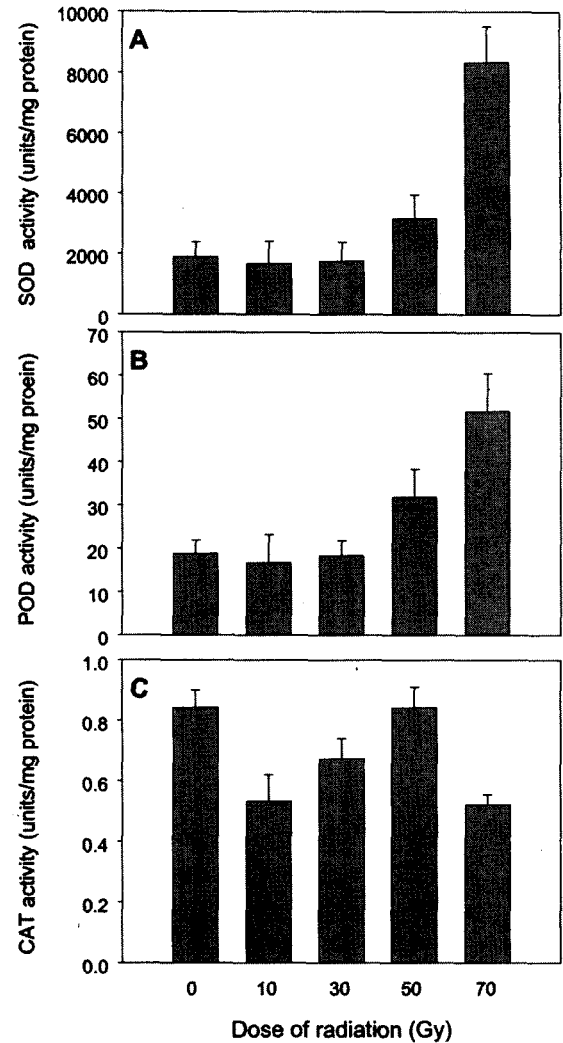 A
SOD activity (units/mg protein)
10000
8000
6000
4000
2000
0
B
POD activity (units/mg proein)
70
60
50
40
30
20
10
0
C
CAT activity (units/mg protein)
1.0
0.8
0.6
0.4
0.2
0.0
0 10 30 50 70
Dose of radiation (Gy)